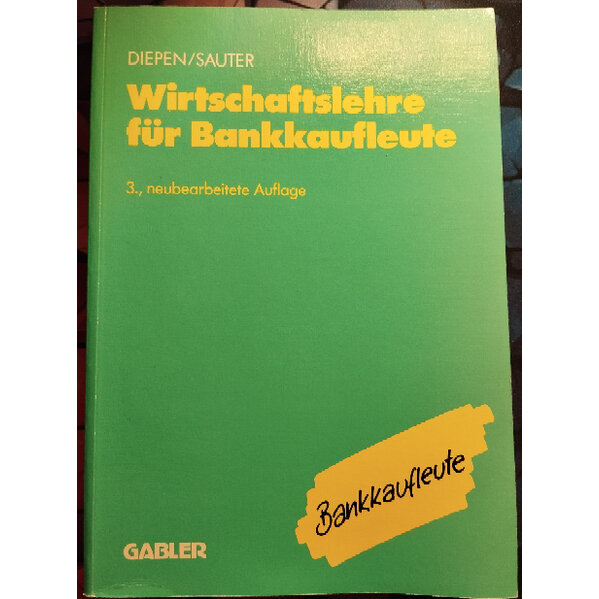 DIEPEN/SAUTER
Wirtschaftslehre
für Bankkaufleute
3., neubearbeitete Auflage
Bankkaufleute
GABLER